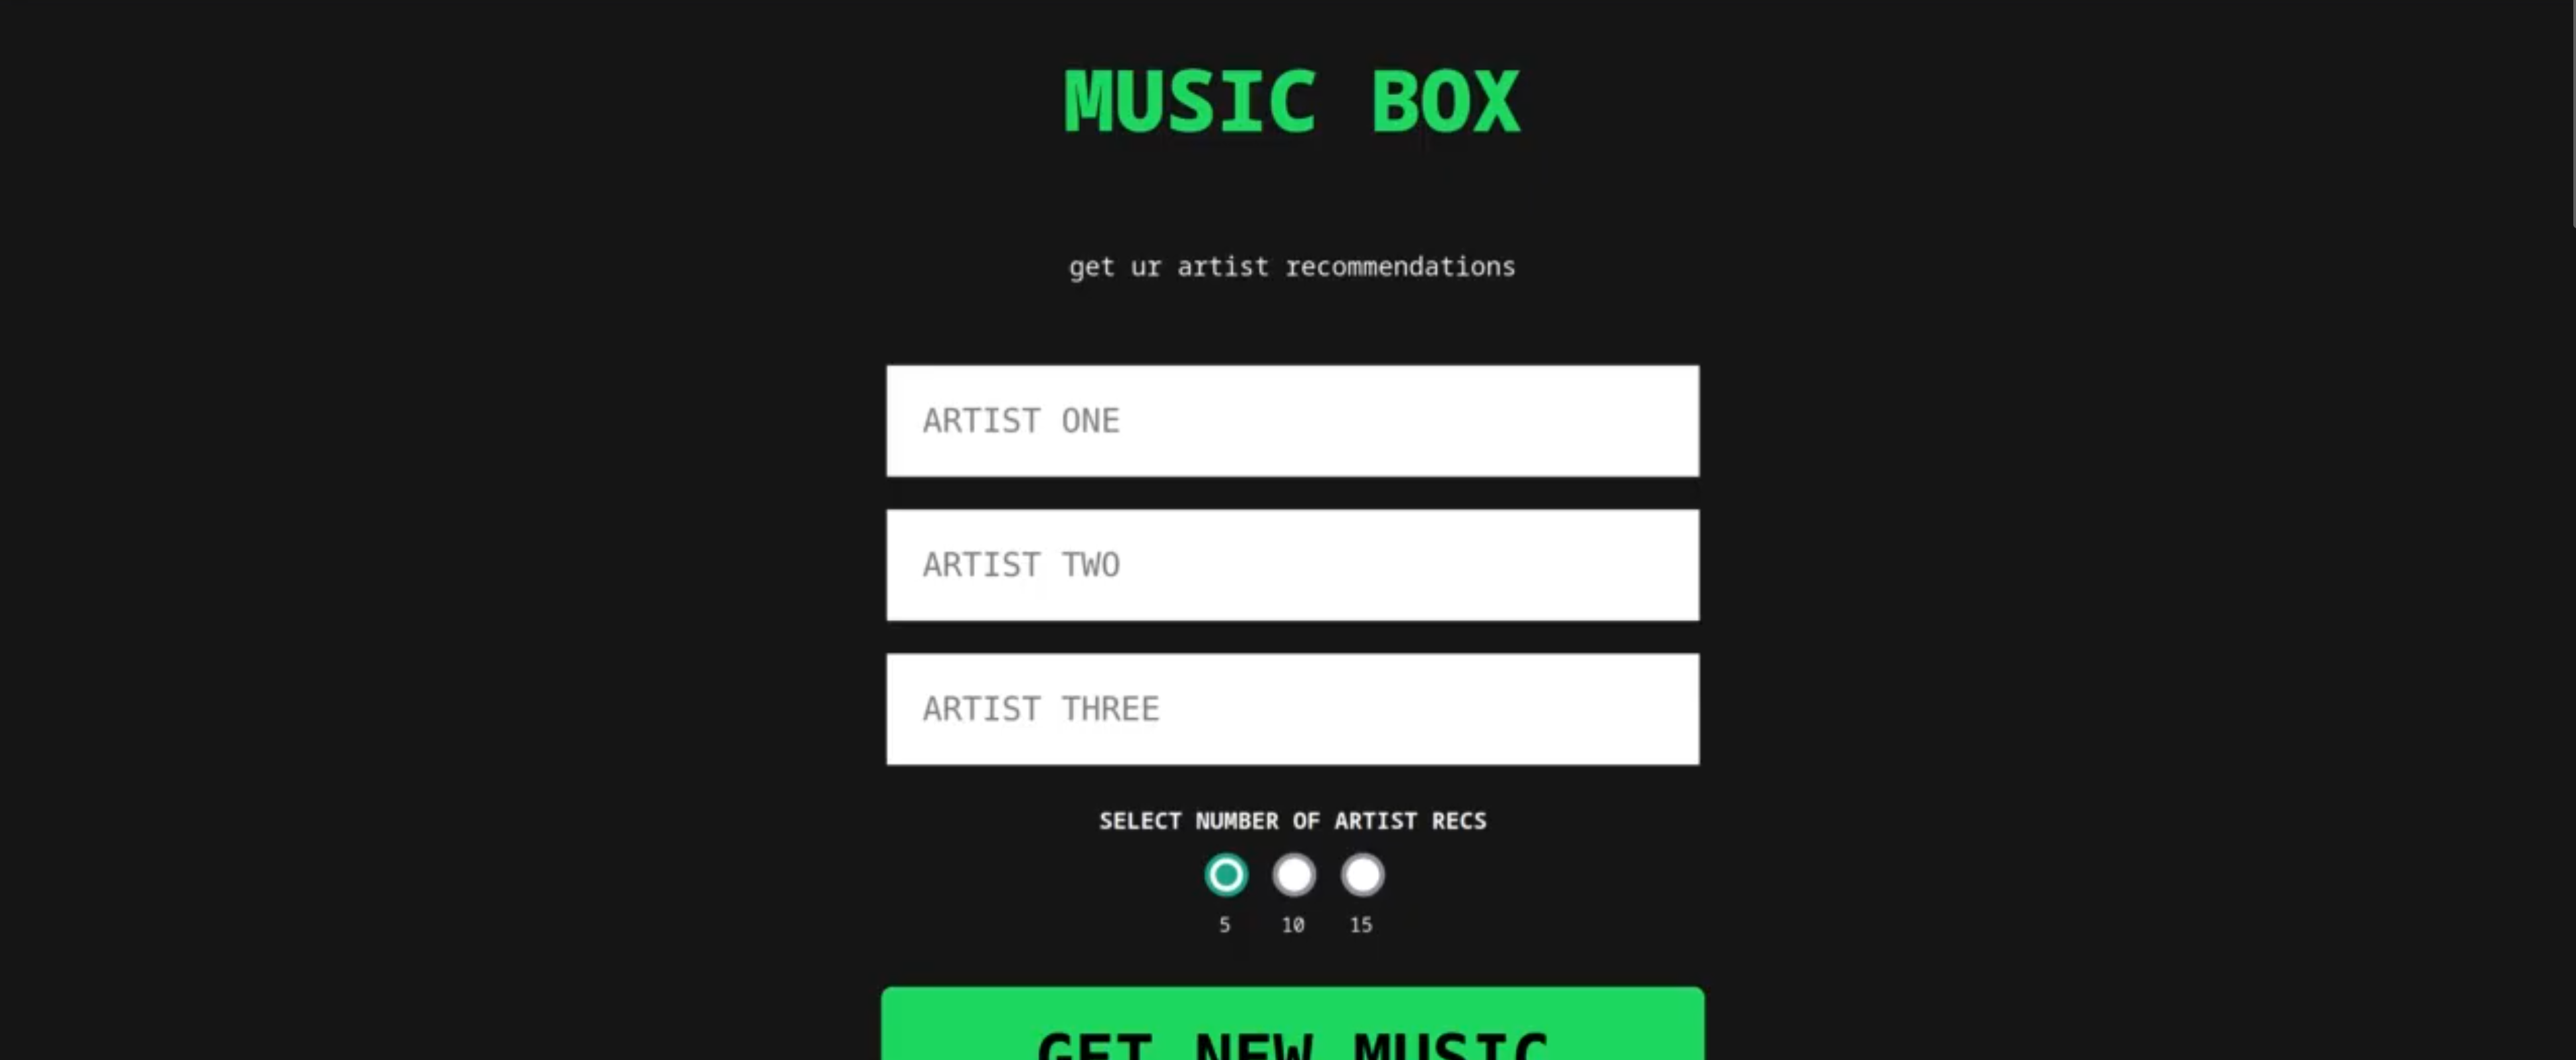 MUSIC BOX
get ur artist recommendations
ARTIST ONE
ARTIST TWO
ARTIST THREE
SELECT NUMBER OF ARTIST RECS
5 10 15
GET NEW MUSIC